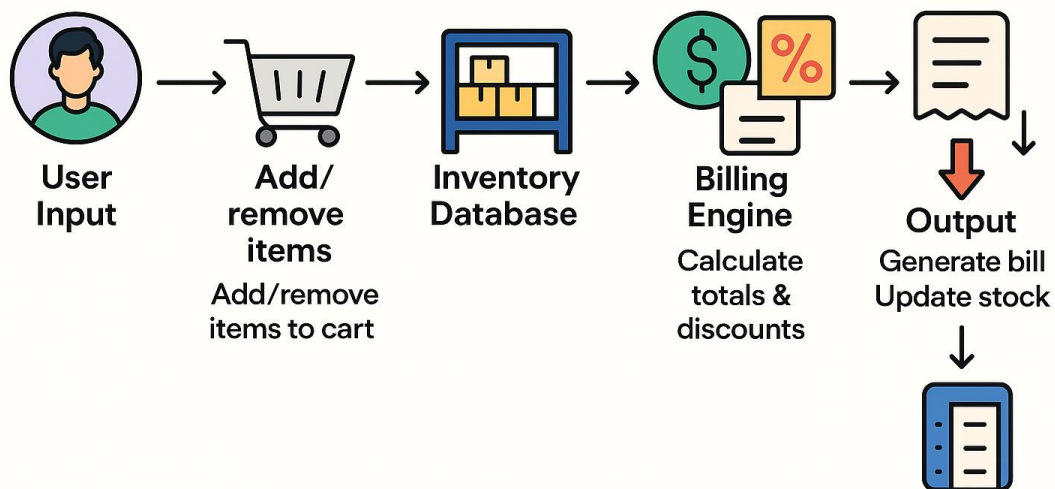 User
Input
Add/
remove
items
Add/remove
items to cart
Inventory
Database
$
%
Billing
Engine
Calculate
totals &
discounts
Output
Generate bill
Update stock